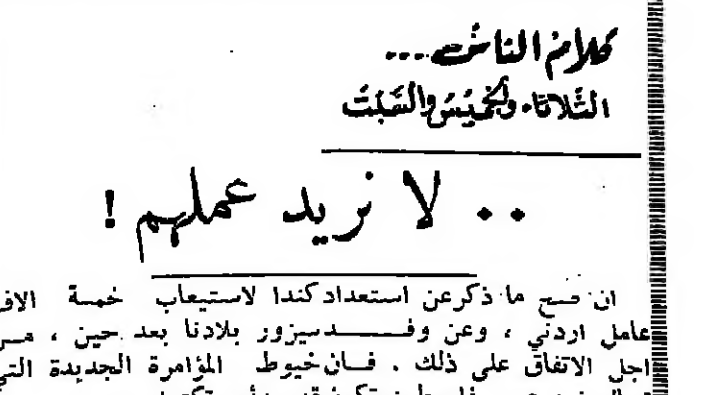 كلام الناس...
الثلاثاء والخميس والسبت
.. لا نريد عملهم !
ان صح ما ذكر عن استعداد كندا لاستيعاب خمسة الاف
عامل اردني ، وعن وفد سيزور بلادنا بعد حين ، من
اجل الاتفاق على ذلك . فان خيوط المؤامرة الجديدة التي